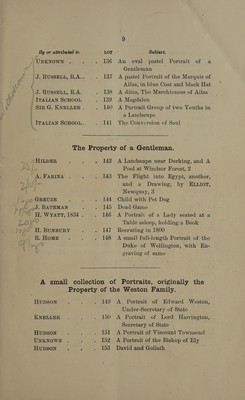 9
By or attributed to LOT Subject.
UNKNOWN . . . 136 An oval pastel Portrait of a
Gentleman
J. RUSSELL, R.A. . . 137 A pastel Portrait of the Marquis of
Ailsa, in blue Coat and black Hat
J. RUSSELL, R.A. . 138 A ditto, The Marchioness of Ailsa
ITALIAN SCHOOL. . 139 A Magdalen
SIR G. KNELLER . . 140 A Portrait Group of two Youths in
a Landscape
ITALIAN SCHOOL. . 141 The Conversion of Saul
The Property of a Gentleman.
HILDER . . . 142 A Landscape near Dorking, and A
Pool at Windsor Forest, 2
A. FARINA . . . 143 The Flight into Egypt, another,
and a Drawing, by ELLIOT,
Newquay, 3
GREUZE . . . 144 Child with Pet Dog
J. BATEMAN . . 145 Dead Game
H. WYATT, 1834 . . 146 A Portrait of a Lady seated at a
Table asleep, holding a Book
H. BUNBURY . . 147 Recruiting in 1800
R. HOME . . . 148 A small full-length Portrait of the
Duke of Wellington, with En-
graving of same
A small collection of Portraits, originally the
Property of the Weston Family.
HUDSON . . . 149 A Portrait of Edward Weston,
Under-Secretary of State
KNELLER . . . 150 A Portrait of Lord Harrington,
Secretary of State
HUDSON . . . 151 A Portrait of Vincount Townsend
UNKNOWN . . . 152 A Portrait of the Bishop of Ely
HUDSON . . . 153 David and Goliath